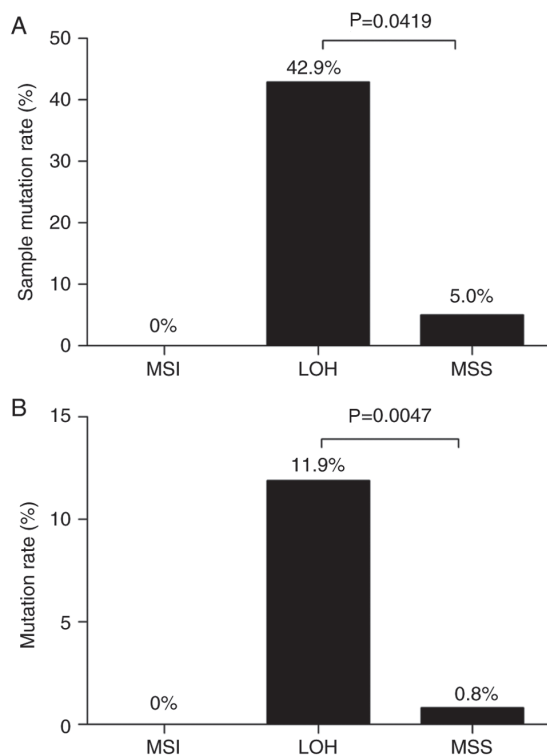 A
P=0.0419
Sample mutation rate (%)
50
40
30
20
10
0
42.9%
5.0%
0%
MSI LOH MSS
B
P=0.0047
Mutation rate (%)
15
10
5
0
11.9%
0.8%
0%
MSI LOH MSS